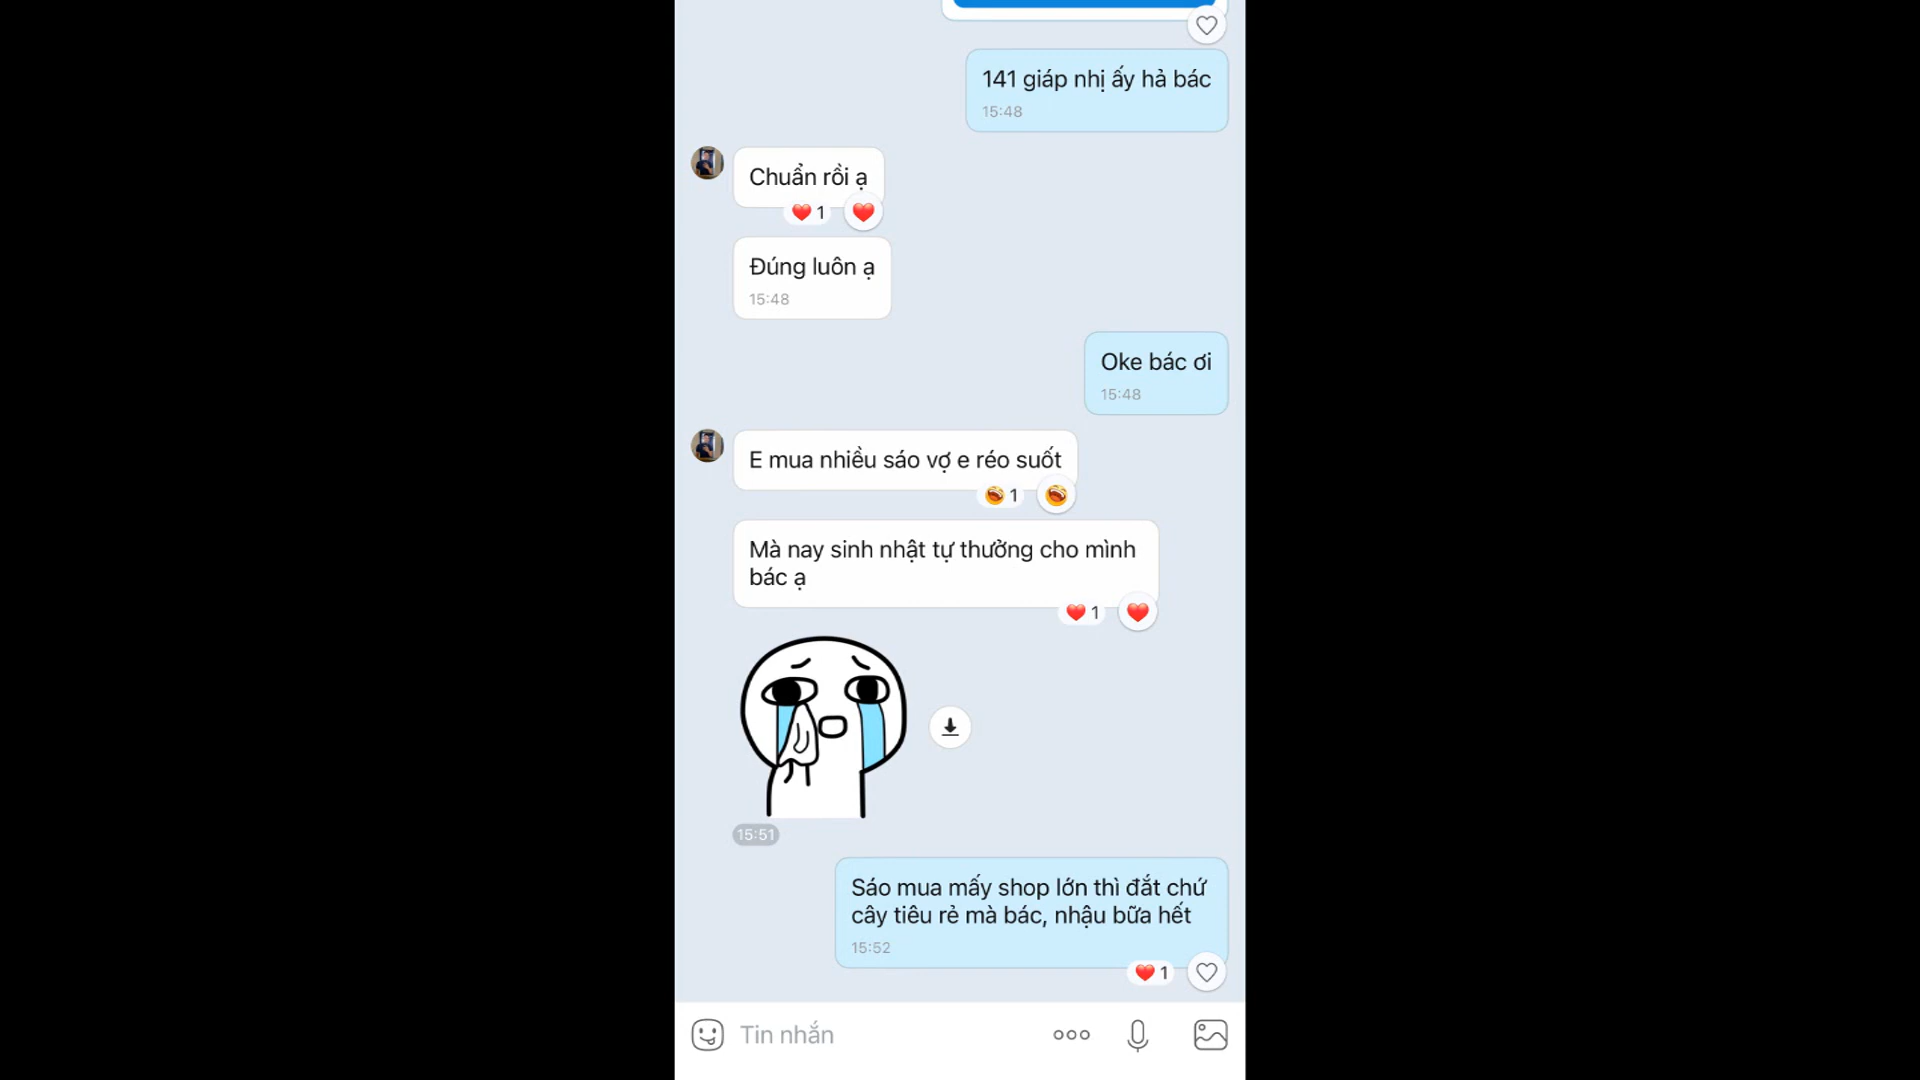 141 giáp nhị ấy hả bác
15:48
Chuẩn rồi ạ
1
Đúng luôn ạ
15:48
Oke bác ơi
15:48
E mua nhiều sáo vợ e réo suốt
1
Mà nay sinh nhật tự thưởng cho mình
bác ạ
1
15:51
Sáo mua mấy shop lớn thì đắt chứ
cây tiêu rẻ mà bác, nhậu bữa hết
15:52
1
Tin nhắn